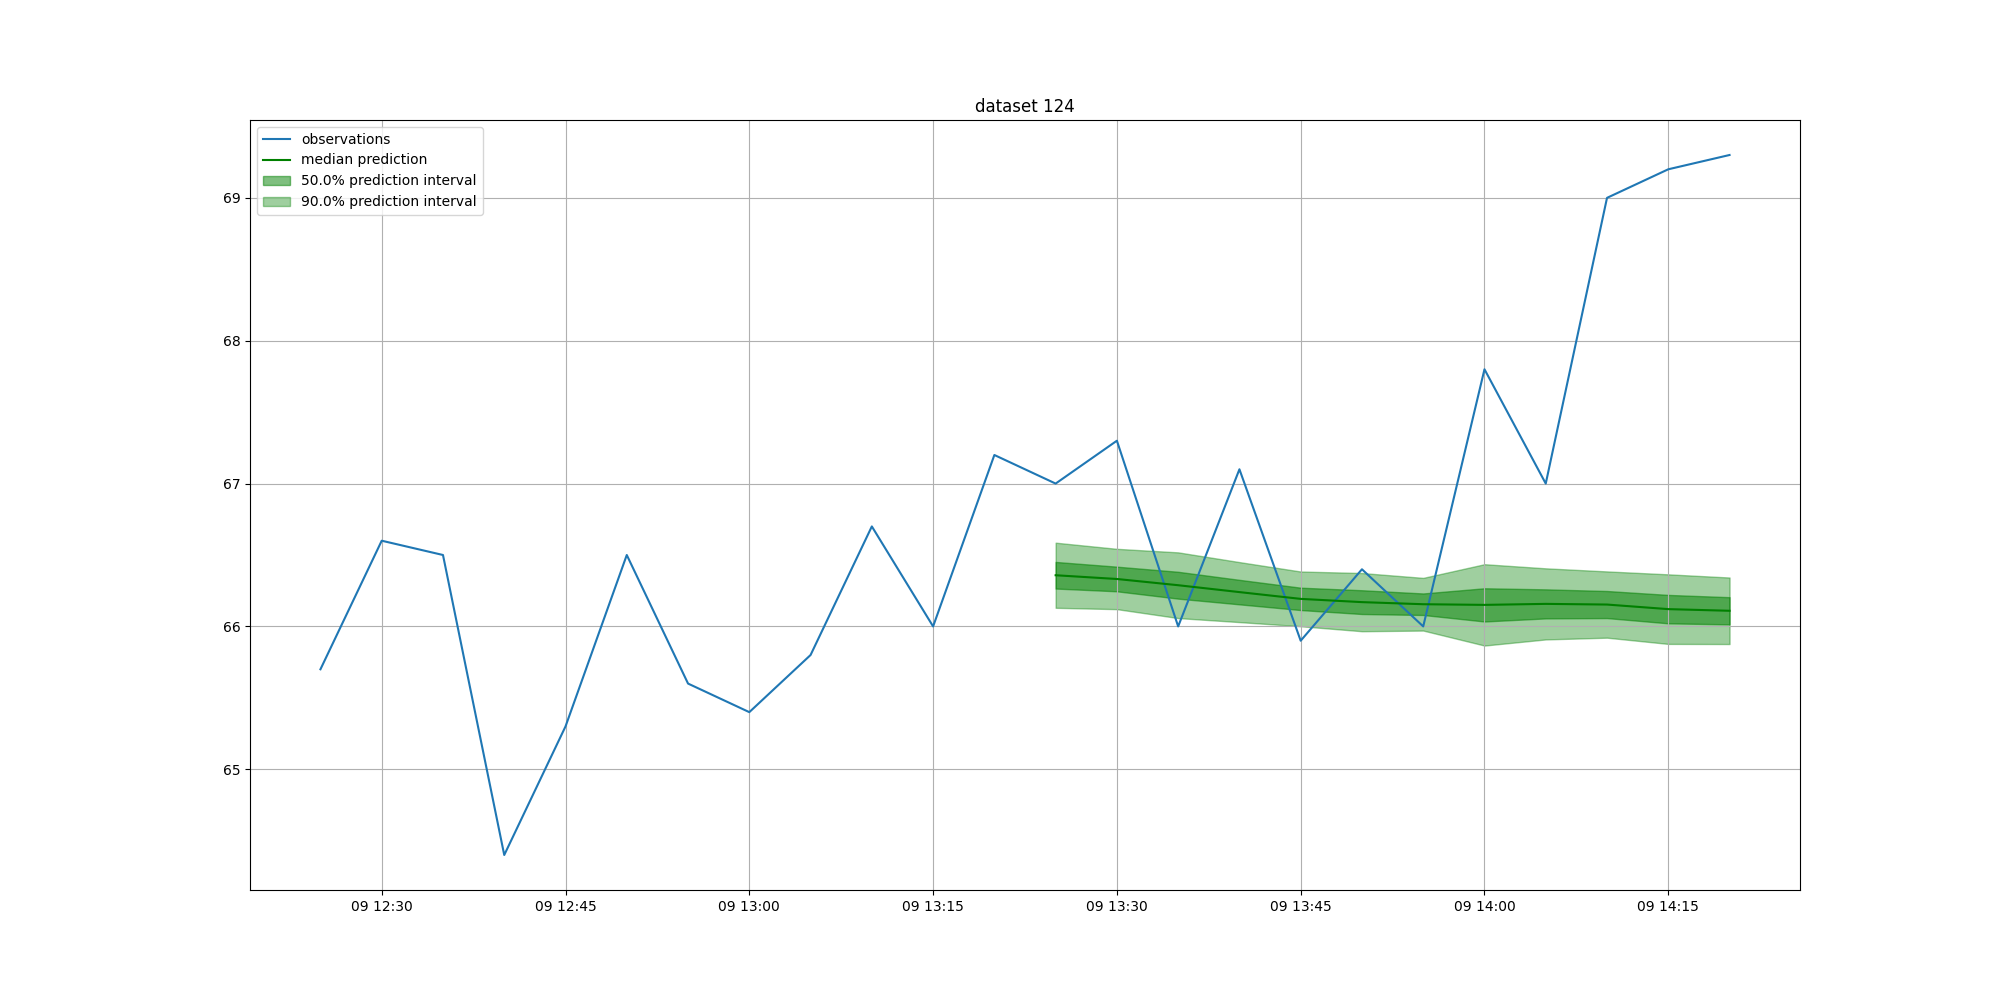 dataset 124
observations
median prediction
50.0% prediction interval
90.0% prediction interval
69
68
67
66
65
09 12:30
09 12:45
09 13:00
09 13:15
09 13:30
09 13:45
09 14:00
09 14:15